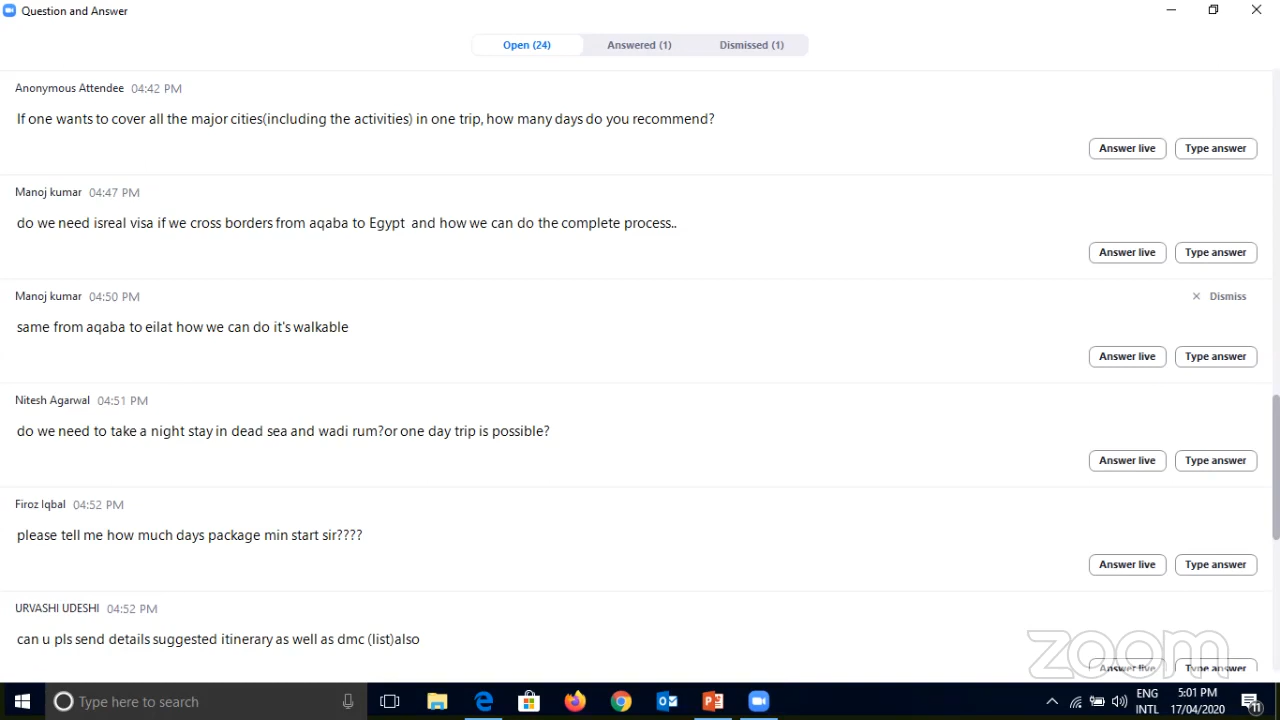 Question and Answer
Open (24) Answered (1) Dismissed (1)
Anonymous Attendee 04:42 PM
If one wants to cover all the major cities(including the activities) in one trip, how many days do you recommend?
Answer live Type answer
Manoj kumar 04:47 PM
do we need isreal visa if we cross borders from aqaba to Egypt and how we can do the complete process..
Answer live Type answer
Manoj kumar 04:50 PM × Dismiss
same from aqaba to eilat how we can do it's walkable
Answer live Type answer
Nitesh Agarwal 04:51 PM
do we need to take a night stay in dead sea and wadi rum?or one day trip is possible?
Answer live Type answer
Firoz Iqbal 04:52 PM
please tell me how much days package min start sir????
Answer live Type answer
URVASHI UDESHI 04:52 PM
can u pls send details suggested itinerary as well as dmc (list)also
Answer live Type answer
zoom
Type here to search
ENG
INTL
5:01 PM
17/04/2020
11